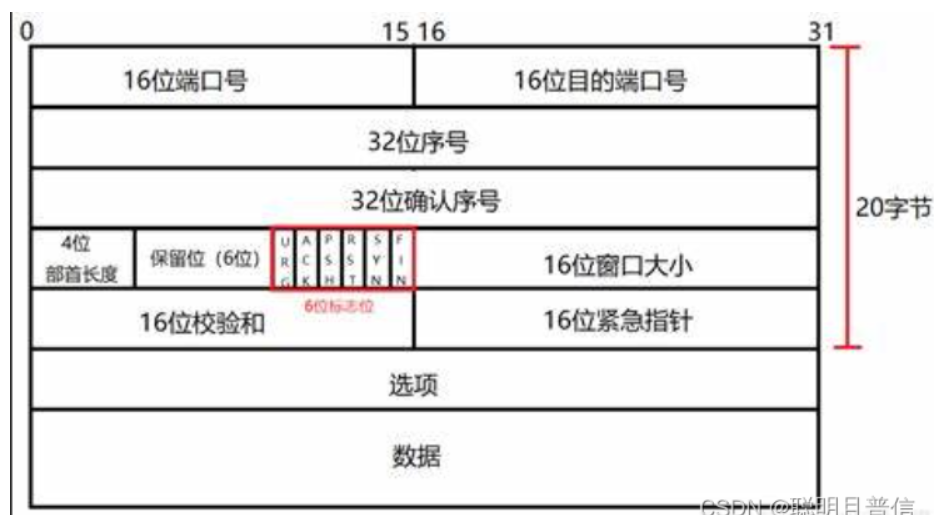 0 15 16 31
16位端口号 16位目的端口号
32位序号
32位确认序号
20字节
4位
部首长度
保留位（6位）
URG ACK PSH RST SYN FIN
16位窗口大小
6位标志位
16位校验和 16位紧急指针
选项
数据
CSDN @聪明且普信